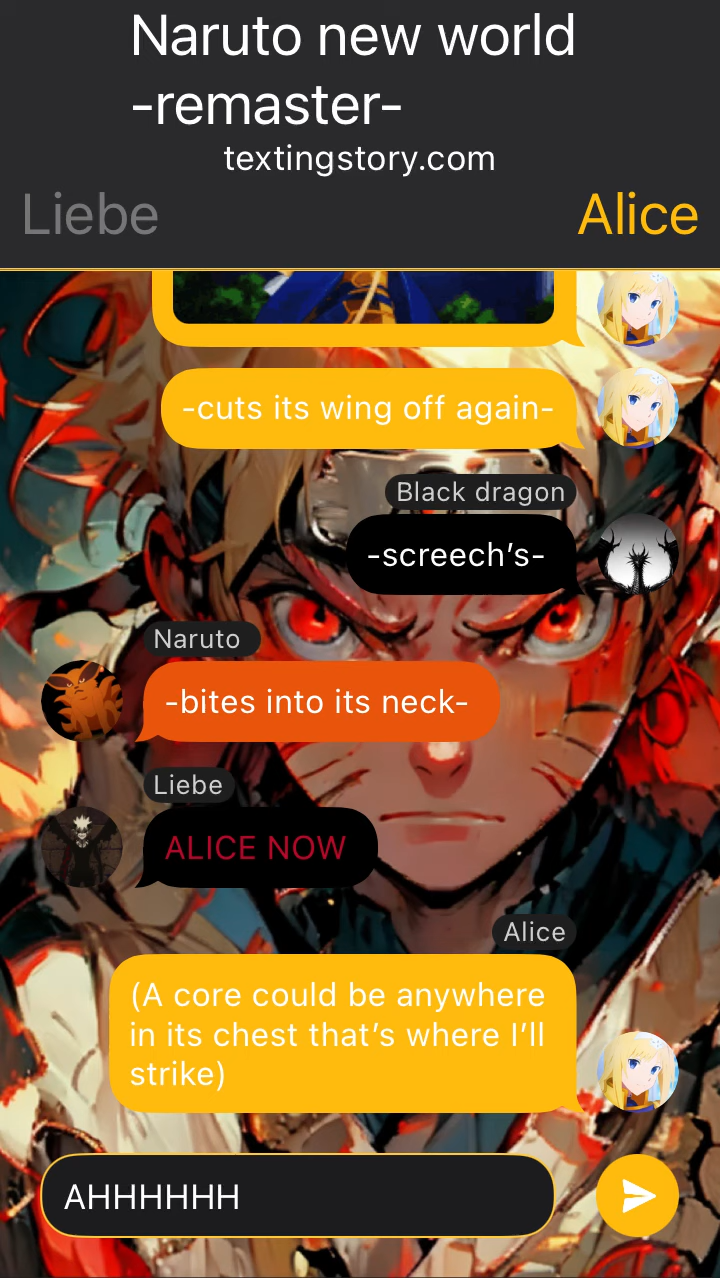 Naruto new world
-remaster-
textingstory.com
Liebe
Alice
-cuts its wing off again-
Black dragon
-screech’s-
Naruto
-bites into its neck-
Liebe
ALICE NOW
Alice
(A core could be anywhere
in its chest that’s where I’ll
strike)
AHHHHHH